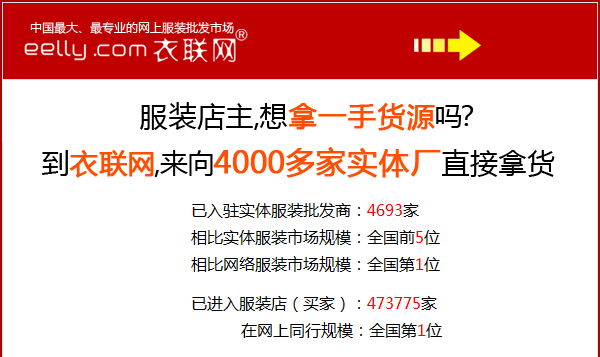 中国最大、最专业的网上服装批发市场
eelly.com 衣联网®
服装店主,想拿一手货源吗?
到衣联网,来向4000多家实体厂直接拿货
已入驻实体服装批发商：4693家
相比实体服装市场规模：全国前5位
相比网络服装市场规模：全国第1位
已进入服装店（买家）：473775家
在网上同行规模：全国第1位